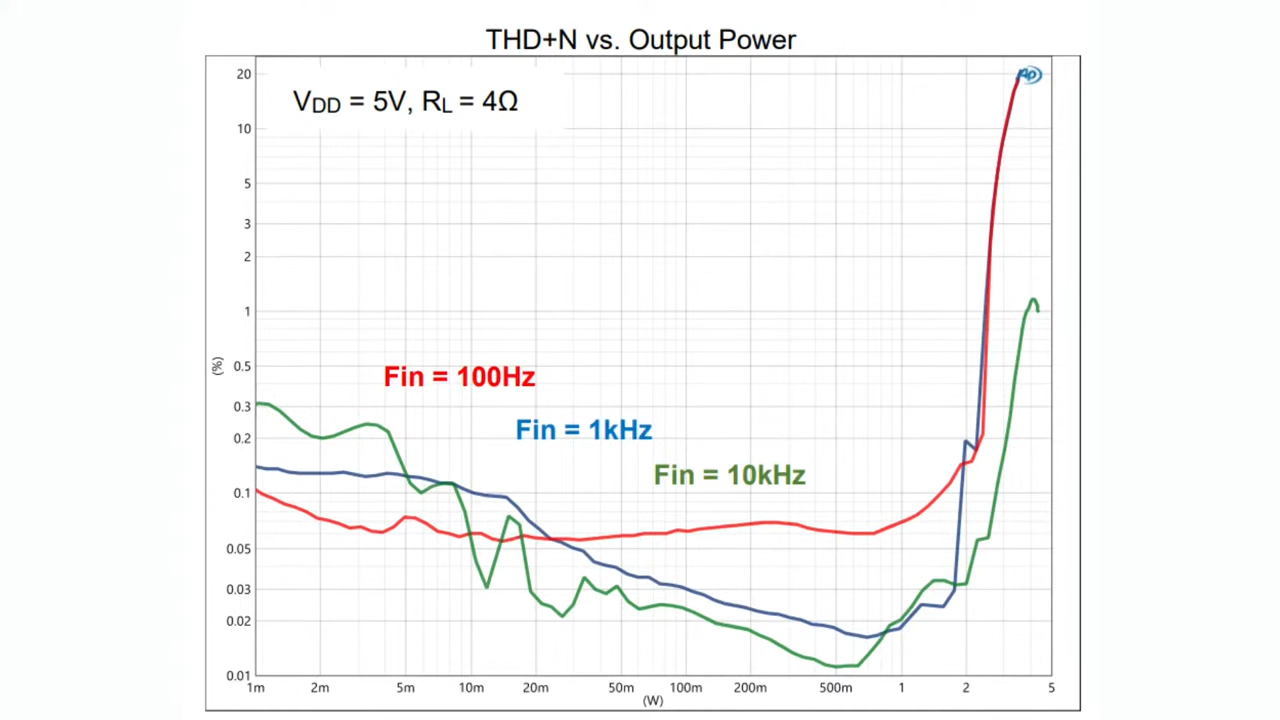 THD+N vs. Output Power
VDD = 5V, RL = 4Ω
AP
20
10
5
3
2
1
0.5
0.3
0.2
0.1
0.05
0.03
0.02
0.01
(%)
Fin = 100Hz
Fin = 1kHz
Fin = 10kHz
1m 2m 5m 10m 20m 50m 100m 200m 500m 1 2 5
(W)